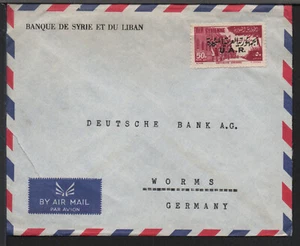 BANQUE DE SYRIE ET DU LIBAN
U.A.R.
DEUTSCHE BANK A.G.
WORMS
GERMANY
BY AIR MAIL
PAR AVION